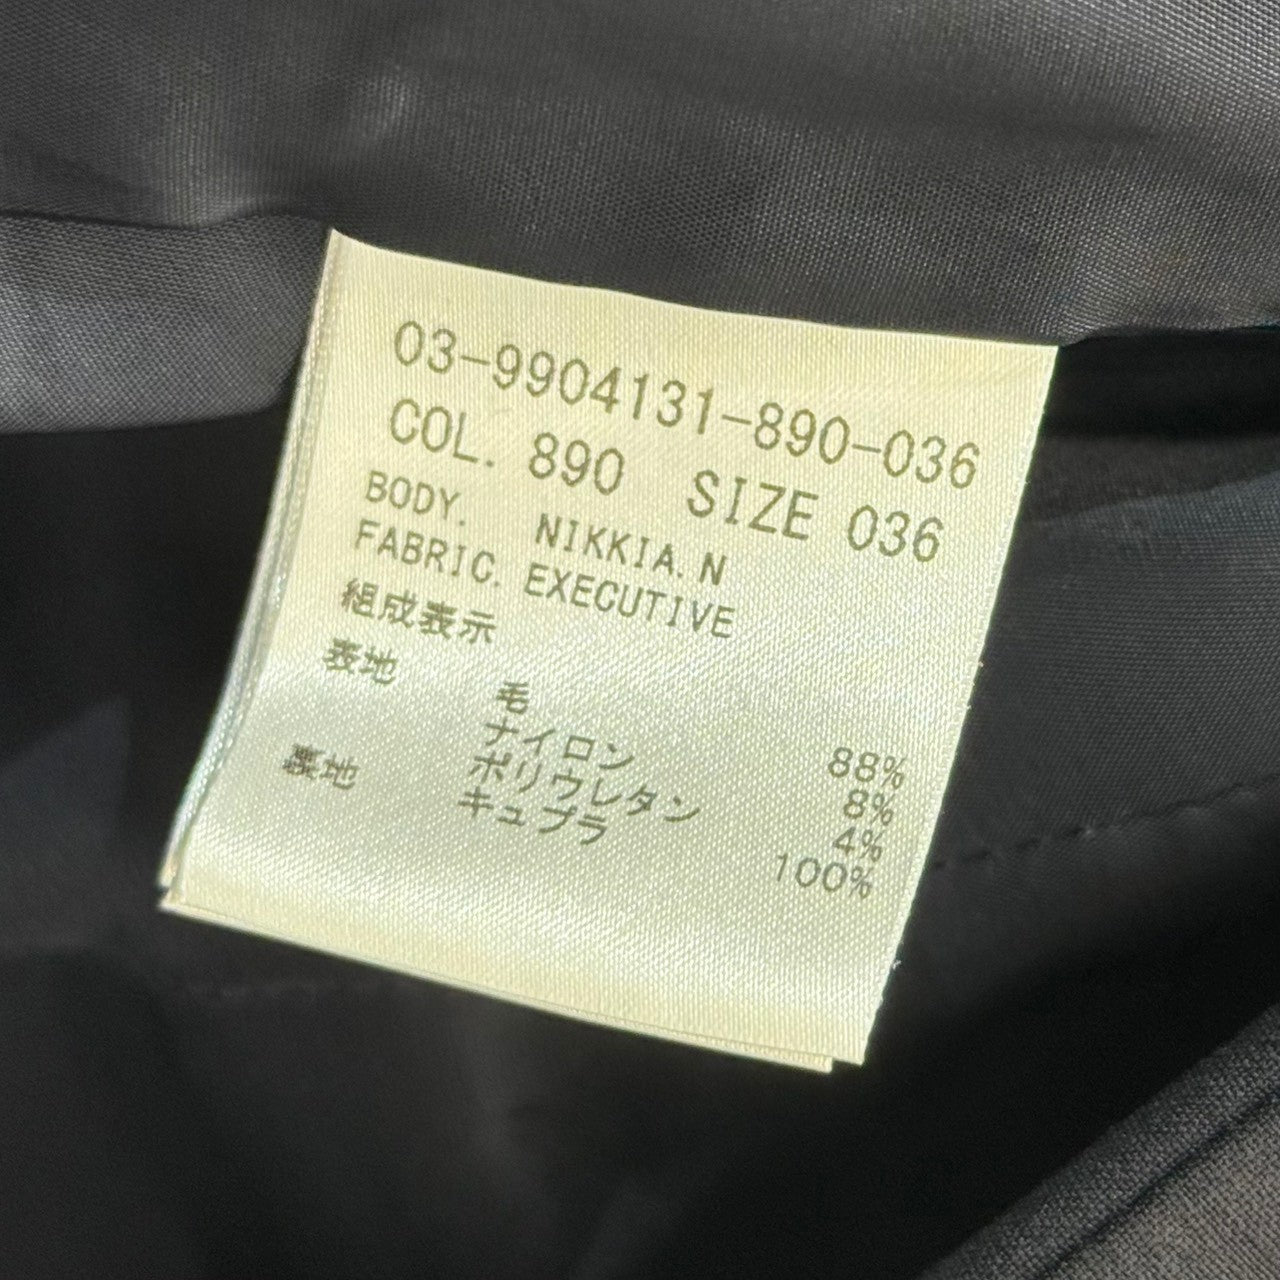 03-9904131-890-036
COL. 890 SIZE 036
BODY. NIKKIA. N
FABRIC. EXECUTIVE
組成表示
表地
毛 88%
ナイロン 8%
ポリウレタン 4%
裏地 キュプラ 100%